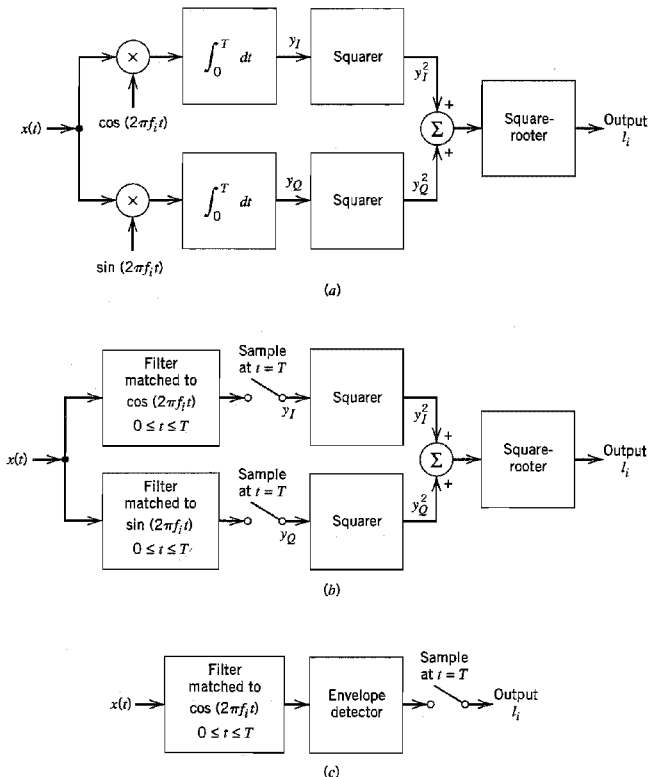 x(t)
×
cos (2πf_i t)
∫_0^T dt
y_I
Squarer
y_I^2
+
Σ
+
Square-
rooter
Output
l_i
×
sin (2πf_i t)
∫_0^T dt
y_Q
Squarer
y_Q^2
(a)
x(t)
Filter
matched to
cos (2πf_i t)
0 ≤ t ≤ T
Sample
at t = T
y_I
Squarer
y_I^2
+
Σ
+
Square-
rooter
Output
l_i
Filter
matched to
sin (2πf_i t)
0 ≤ t ≤ T
Sample
at t = T
y_Q
Squarer
y_Q^2
(b)
x(t)
Filter
matched to
cos (2πf_i t)
0 ≤ t ≤ T
Envelope
detector
Sample
at t = T
Output
l_i
(c)